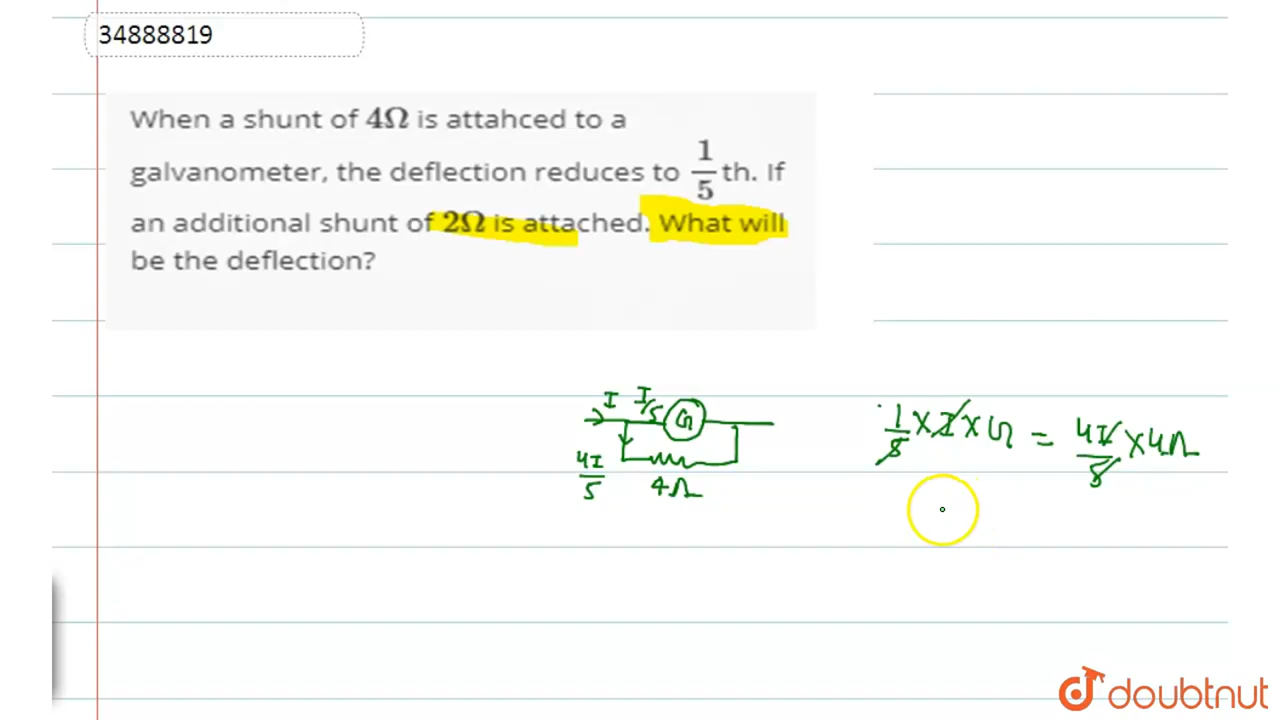 34888819
When a shunt of 4Ω is attahced to a
galvanometer, the deflection reduces to 1/5 th. If
an additional shunt of 2Ω is attached. What will
be the deflection?
I I/5 G
4I/5 4Ω
1/5 × I × G = 4I/5 × 4Ω
doubtnut